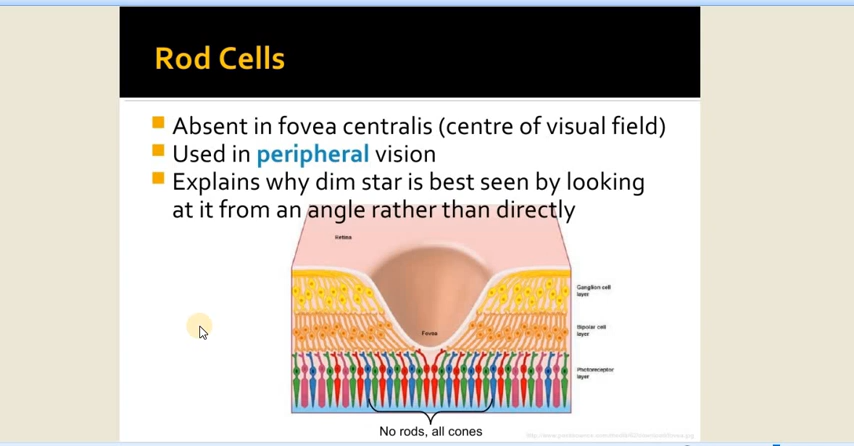 Rod Cells
Absent in fovea centralis (centre of visual field)
Used in peripheral vision
Explains why dim star is best seen by looking
at it from an angle rather than directly
Retina
Ganglion cell
layer
Fovea
Bipolar cell
layer
Photoreceptor
layer
No rods, all cones